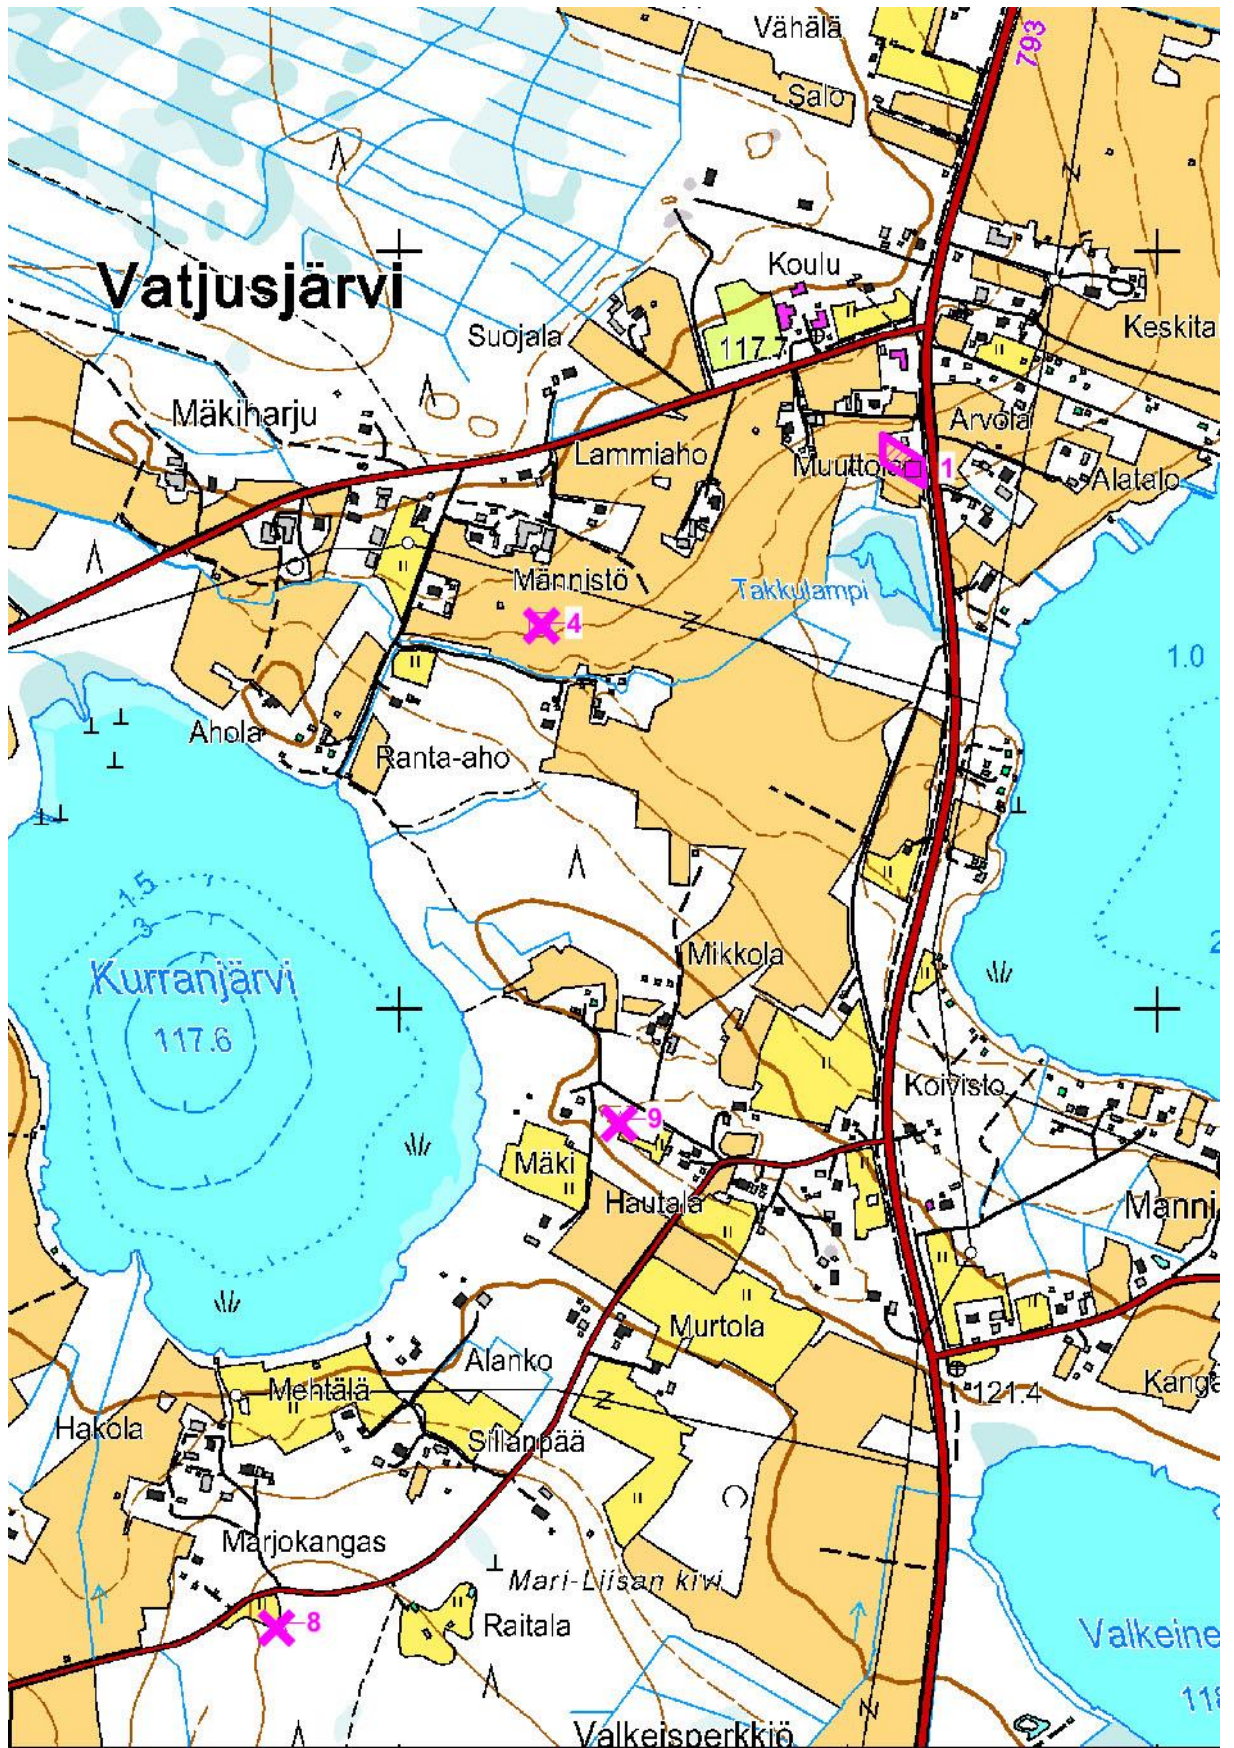 Vähälä
793
Salo
Koulu
Vatjusjärvi
Suojala
117.7
Keskita
Mäkiharju
Arvola
Lammiaho
1
Alatalo
Männistö
Takkulampi
4
1.0
Ahola
Ranta-aho
1.5
3
Mikkola
2
Kurranjärvi
117.6
Koivisto
9
Mäki
Hautala
Manni
Murtola
Alanko
Mehtälä
121.4
Kanga
Hakola
Sillanpää
Marjokangas
Mari-Liisan kivi
8
Raitala
Valkeine
118
Valkeisperkkiö